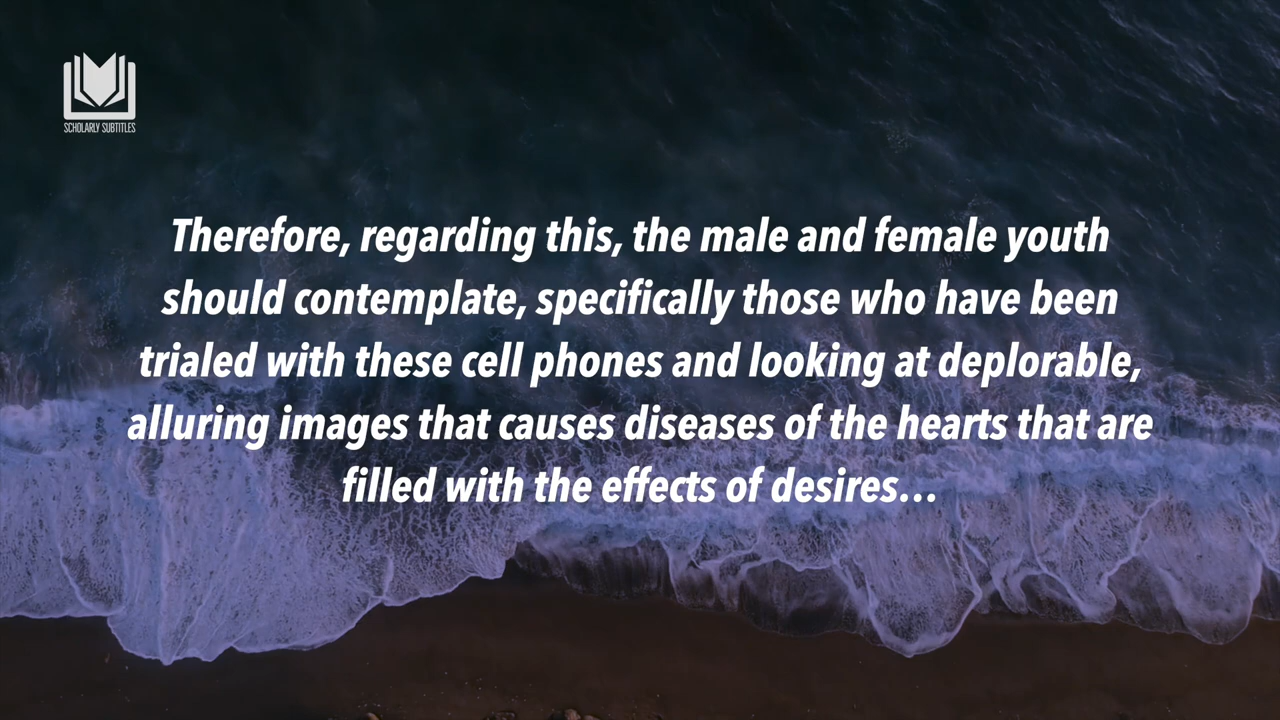 SCHOLARLY SUBTITLES
Therefore, regarding this, the male and female youth
should contemplate, specifically those who have been
trialed with these cell phones and looking at deplorable,
alluring images that causes diseases of the hearts that are
filled with the effects of desires...